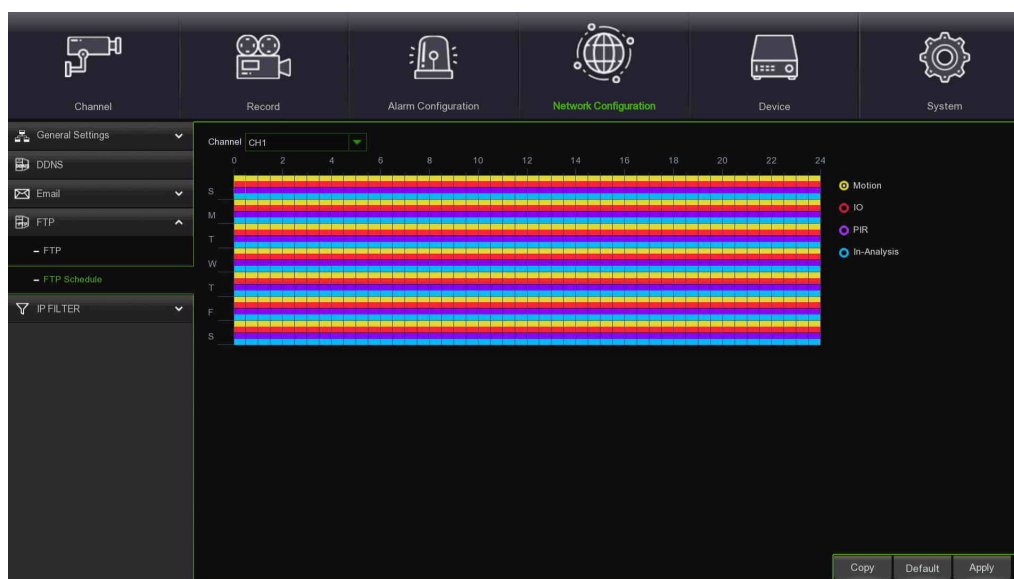 Channel Record Alarm Configuration Network Configuration Device System
General Settings
DDNS
Email
FTP
– FTP
– FTP Schedule
IP FILTER
Channel CH1
0 2 4 6 8 10 12 14 16 18 20 22 24
S
M
T
W
T
F
S
Motion
IO
PIR
In-Analysis
Copy Default Apply